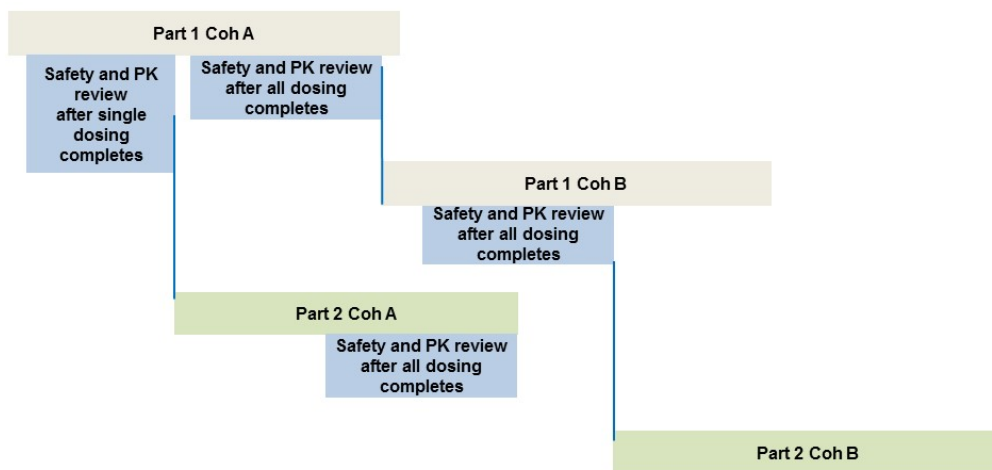 Part 1 Coh A
Safety and PK
review
after single
dosing
completes
Safety and PK review
after all dosing
completes
Part 1 Coh B
Safety and PK review
after all dosing
completes
Part 2 Coh A
Safety and PK review
after all dosing
completes
Part 2 Coh B